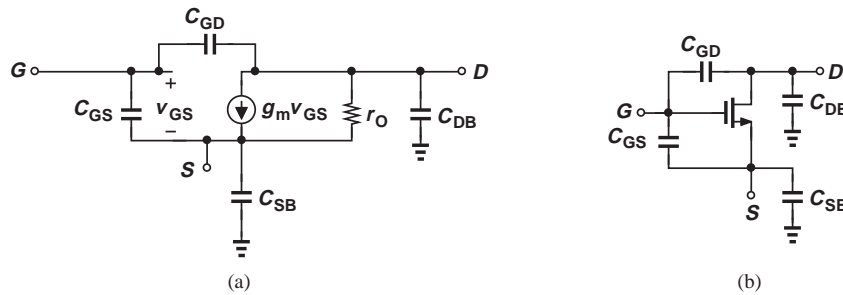 C_GD
G
+
C_GS
v_GS
−
g_m v_GS
r_O
D
C_DB
S
C_SB
(a)
C_GD
D
G
C_DB
C_GS
S
C_SB
(b)